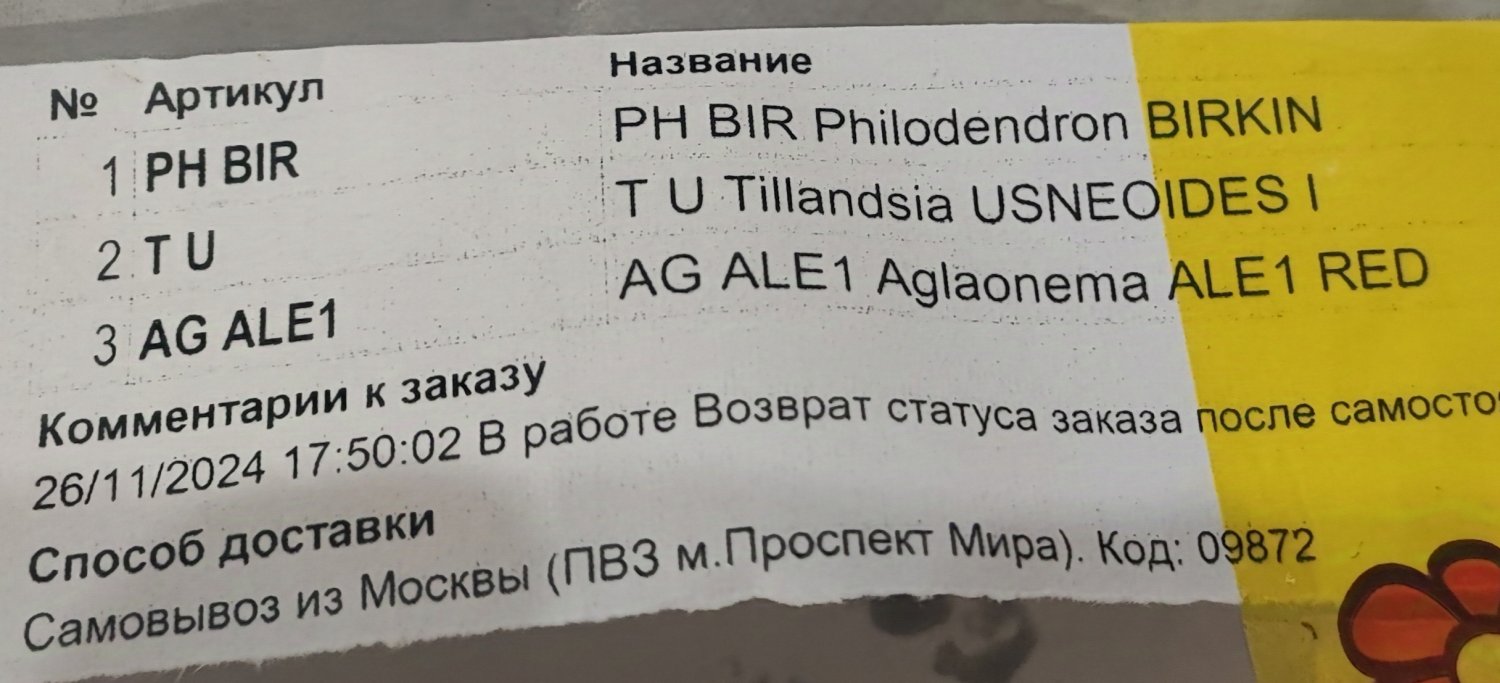 № Артикул Название
1 PH BIR PH BIR Philodendron BIRKIN
2 T U T U Tillandsia USNEOIDES I
3 AG ALE1 AG ALE1 Aglaonema ALE1 RED
Комментарии к заказу
26/11/2024 17:50:02 В работе Возврат статуса заказа после
Способ доставки
Самовывоз из Москвы (ПВЗ м.Проспект Мира). Код: 09872